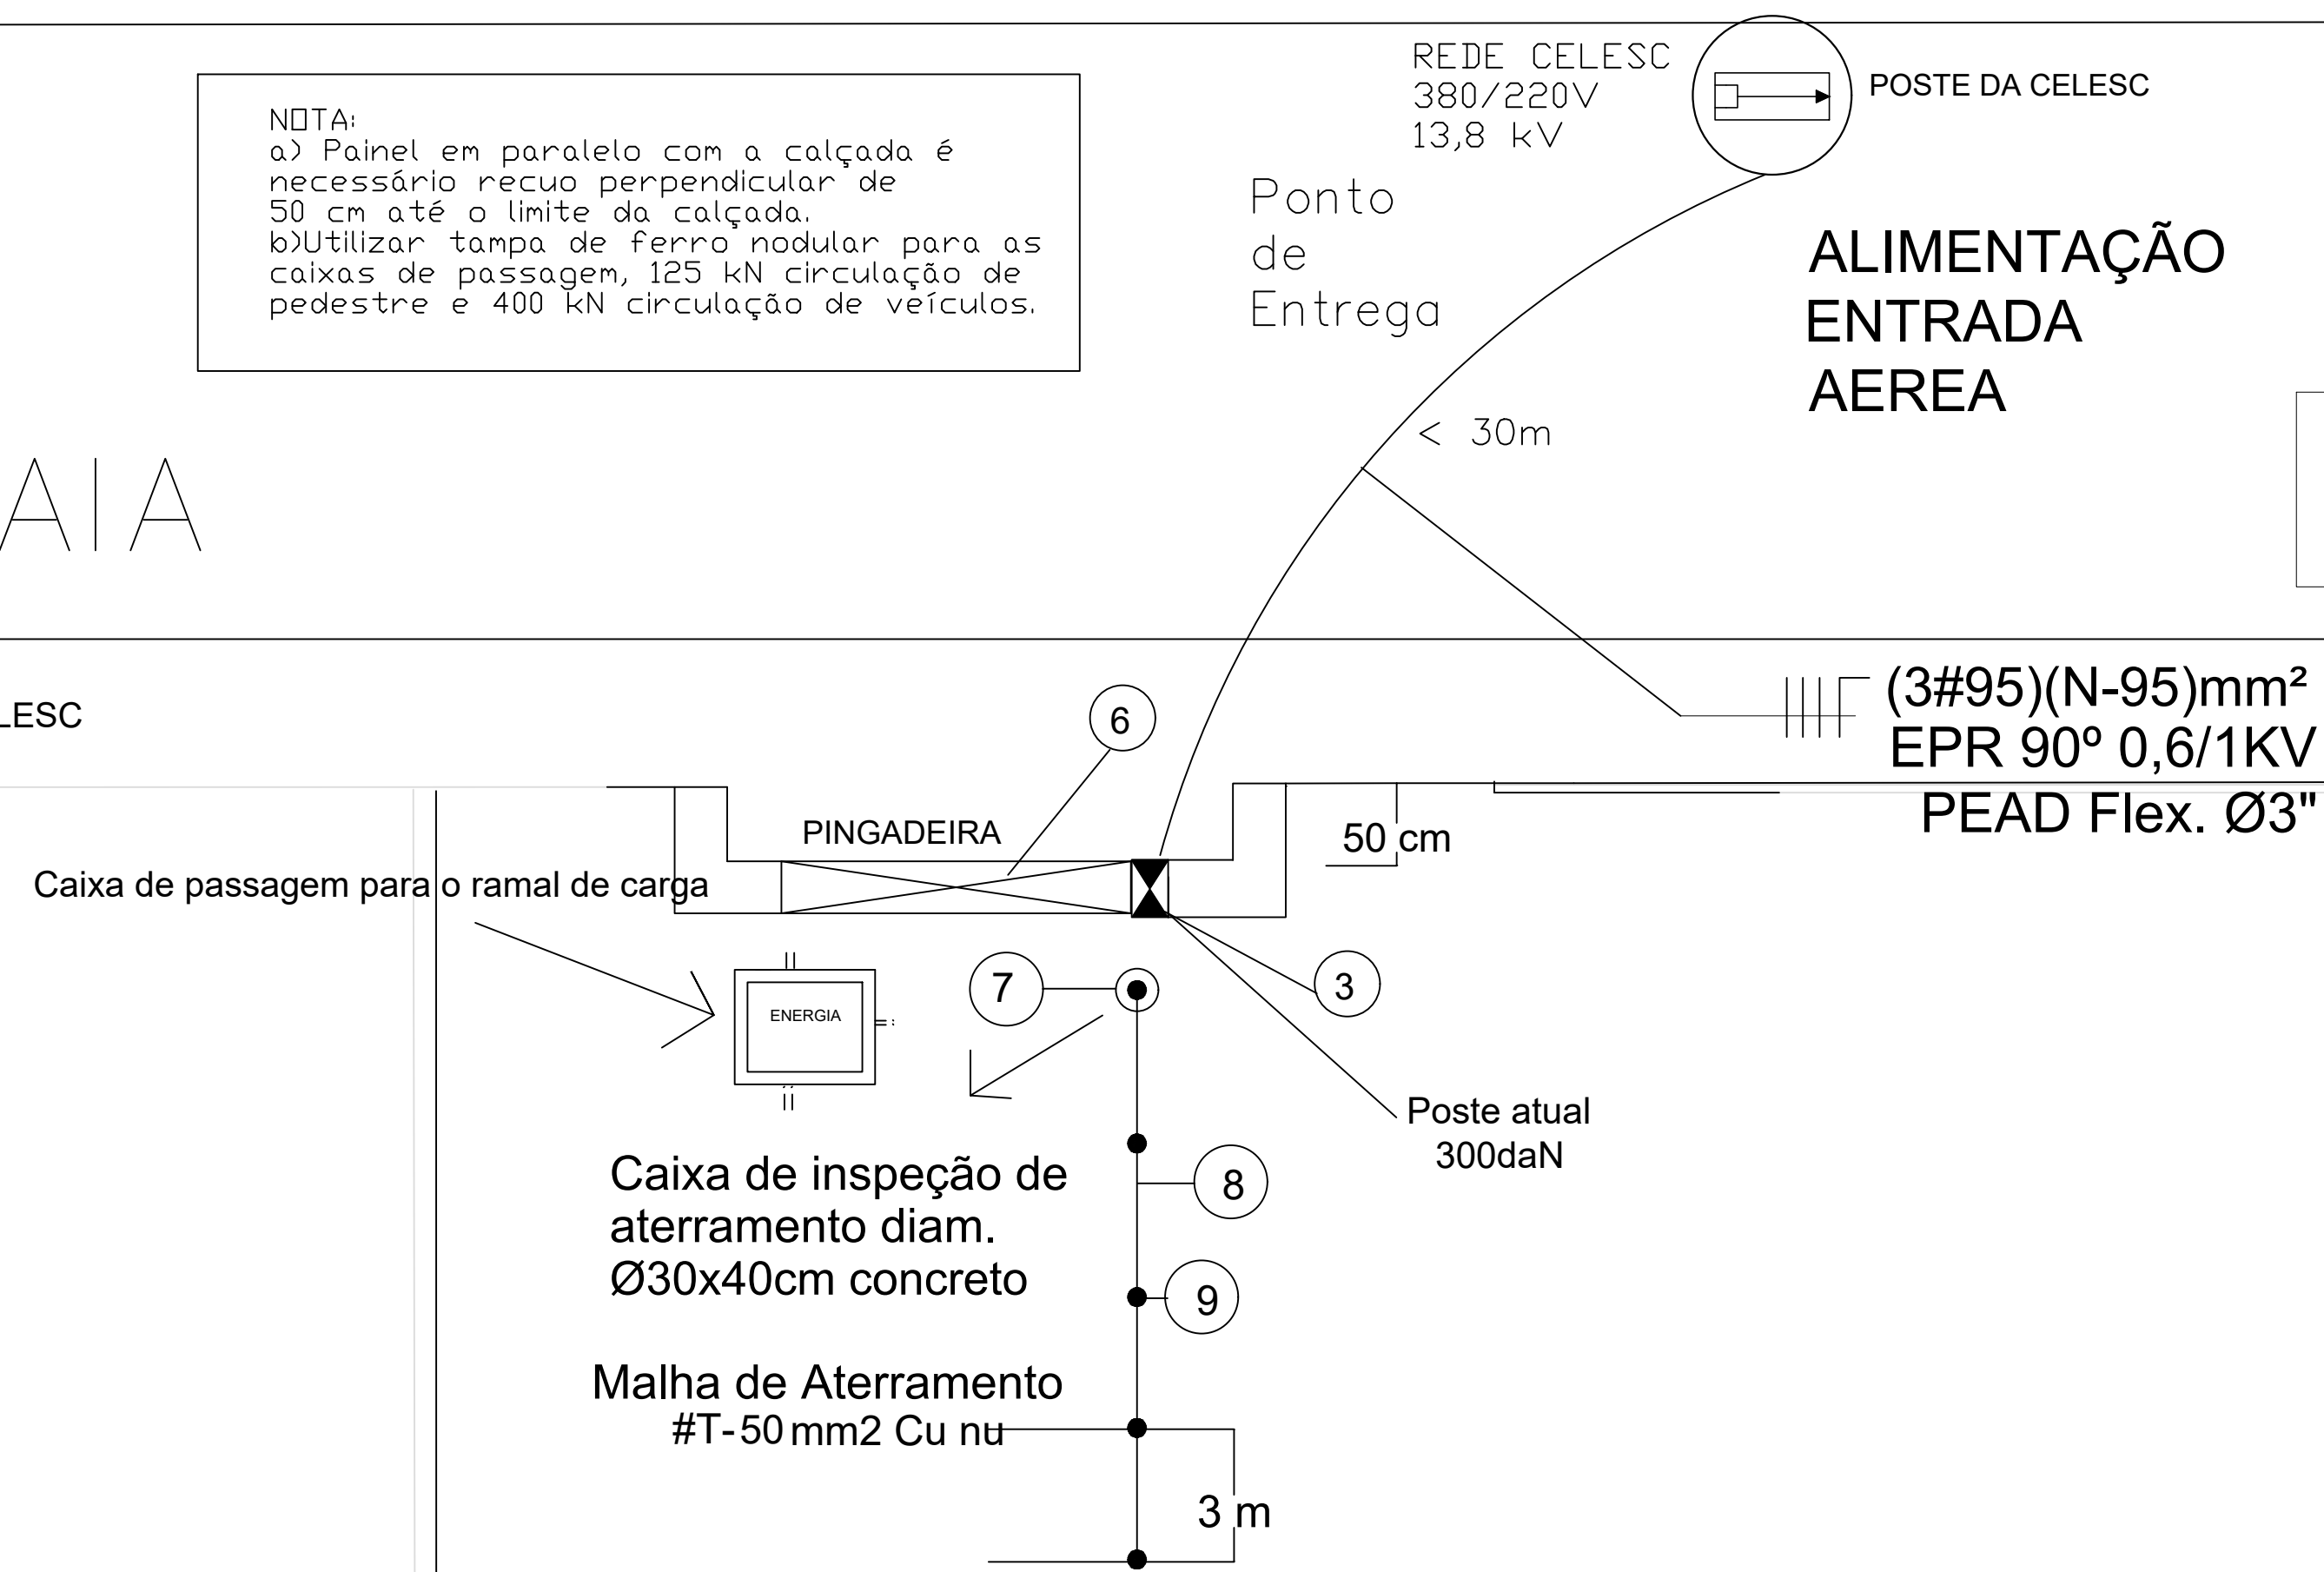 NOTA:
a) Painel em paralelo com a calçada é
necessário recuo perpendicular de
50 cm até o limite da calçada.
b)Utilizar tampa de ferro nodular para as
caixas de passagem, 125 kN circulação de
pedestre e 400 kN circulação de veículos.
REDE CELESC
380/220V
13,8 kV
POSTE DA CELESC
Ponto
de
Entrega
ALIMENTAÇÃO
ENTRADA
AEREA
< 30m
AIA
LESC
6
(3#95)(N-95)mm²
EPR 90º 0,6/1KV
PEAD Flex. Ø3"
PINGADEIRA
50 cm
Caixa de passagem para o ramal de carga
ENERGIA
7
3
Poste atual
300daN
Caixa de inspeção de
aterramento diam.
Ø30x40cm concreto
8
9
Malha de Aterramento
#T-50 mm2 Cu nu
3 m